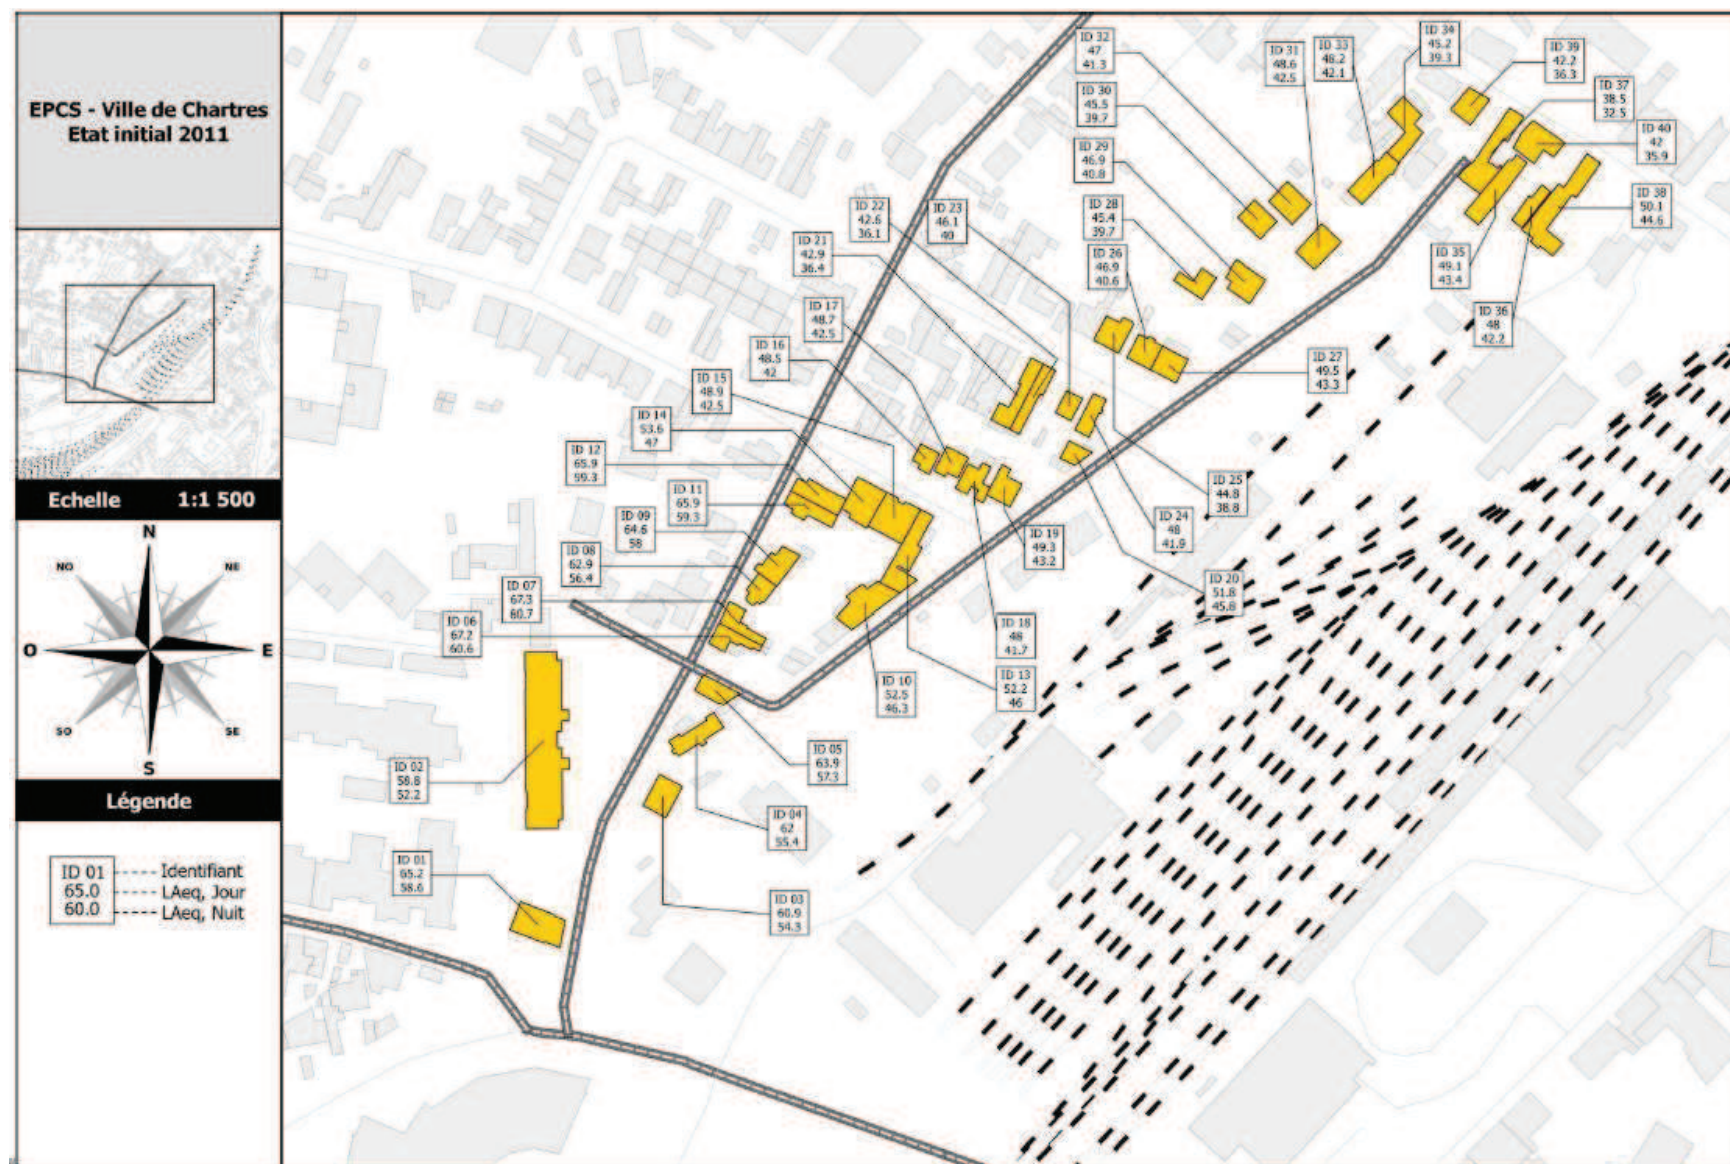 EPCS - Ville de Chartres
Etat initial 2011
Echelle 1:1 500
N
NO
NE
O
E
SO
SE
S
Légende
ID 01 Identifiant
65.0 LAeq, Jour
60.0 LAeq, Nuit
ID 32
47
41.3
ID 31
48.6
42.5
ID 33
48.2
42.1
ID 34
45.2
39.3
ID 39
42.2
36.3
ID 37
38.5
32.5
ID 40
42
35.9
ID 30
45.5
39.7
ID 29
46.9
40.8
ID 28
45.4
39.7
ID 38
50.1
44.6
ID 22
42.6
36.1
ID 23
46.1
40
ID 21
42.9
36.4
ID 26
46.9
40.6
ID 35
49.1
43.4
ID 36
48
42.2
ID 17
48.7
42.5
ID 16
48.5
42
ID 27
49.5
43.3
ID 15
48.9
42.5
ID 14
53.6
47
ID 12
65.9
59.3
ID 11
65.9
59.3
ID 09
64.6
58
ID 25
44.8
38.8
ID 24
48
41.9
ID 19
49.3
43.2
ID 08
62.9
56.4
ID 07
67.3
60.7
ID 20
51.8
45.8
ID 06
67.2
60.6
ID 18
48
41.7
ID 10
52.5
46.3
ID 13
52.2
46
ID 05
63.9
57.3
ID 02
58.8
52.2
ID 04
62
55.4
ID 01
65.2
58.6
ID 03
60.9
54.3